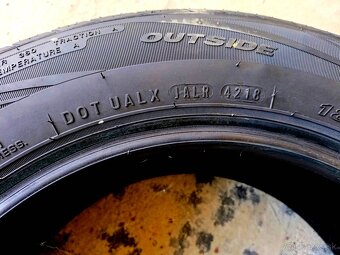 TRACTION A
TEMPERATURE A
OUTSIDE
DOT UALX JALR 4218